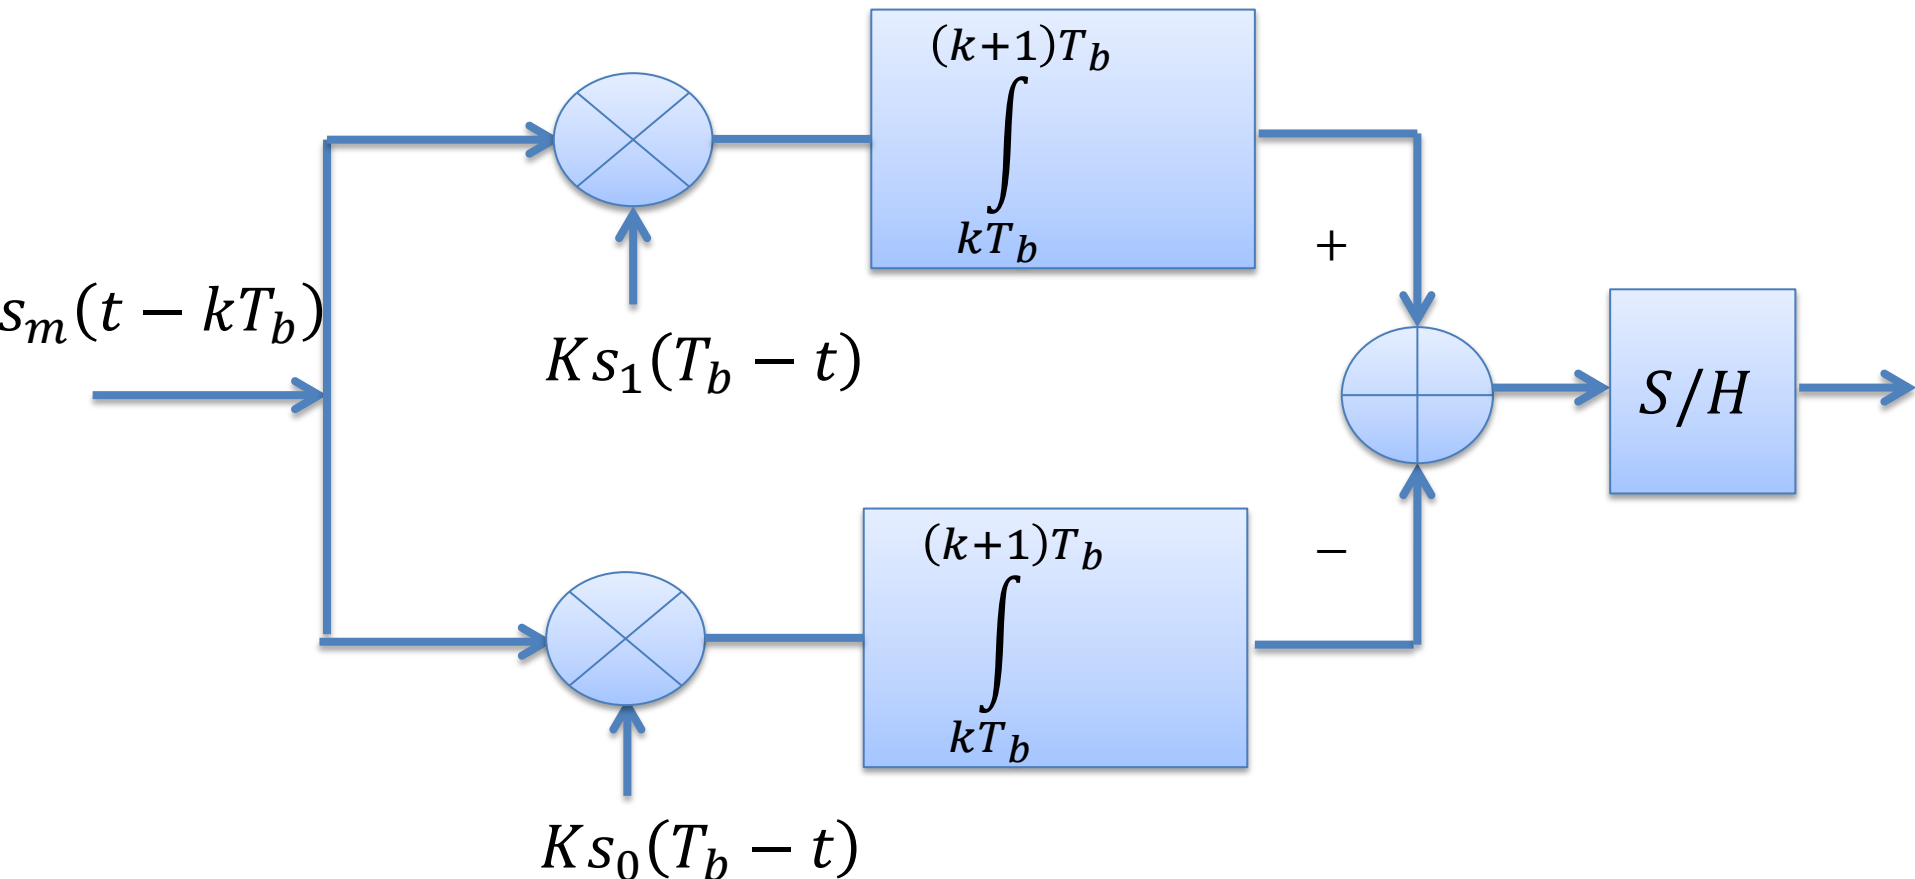 (k+1)T_b
∫
kT_b
+
s_m(t − kT_b)
Ks_1(T_b − t)
S/H
(k+1)T_b
∫
kT_b
−
Ks_0(T_b − t)